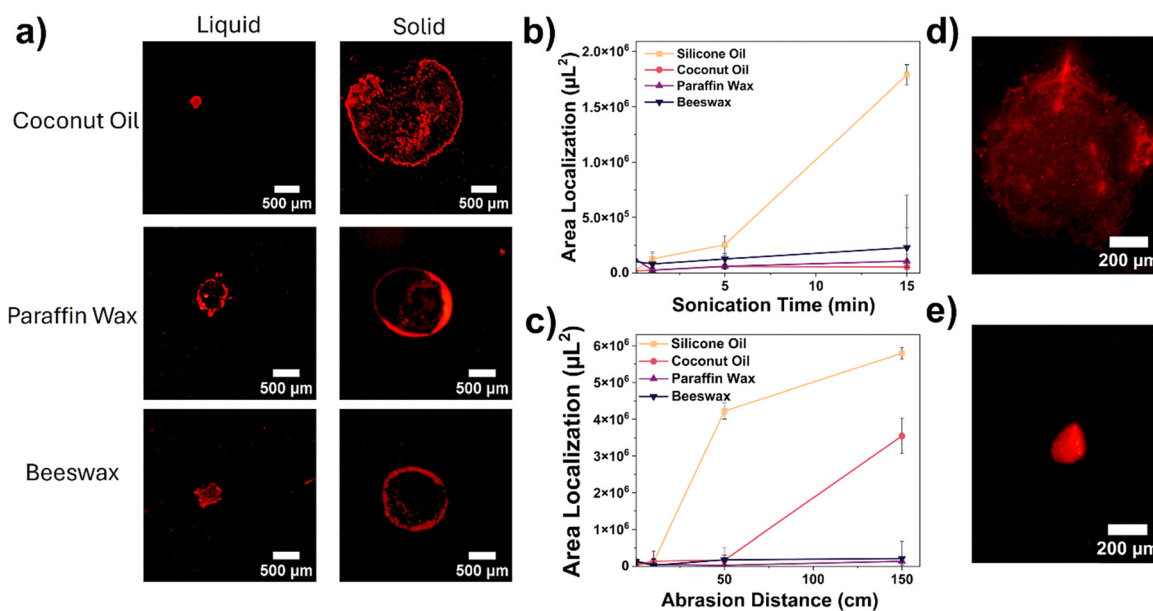 a)
Liquid
Solid
Coconut Oil
500 µm
500 µm
Paraffin Wax
500 µm
500 µm
Beeswax
500 µm
500 µm
b)
Area Localization (µL²)
2.0×10⁶
1.5×10⁶
1.0×10⁶
5.0×10⁵
0.0
Silicone Oil
Coconut Oil
Paraffin Wax
Beeswax
5
10
15
Sonication Time (min)
c)
Area Localization (µL²)
6×10⁶
5×10⁶
4×10⁶
3×10⁶
2×10⁶
1×10⁶
0
Silicone Oil
Coconut Oil
Paraffin Wax
Beeswax
50
100
150
Abrasion Distance (cm)
d)
200 µm
e)
200 µm